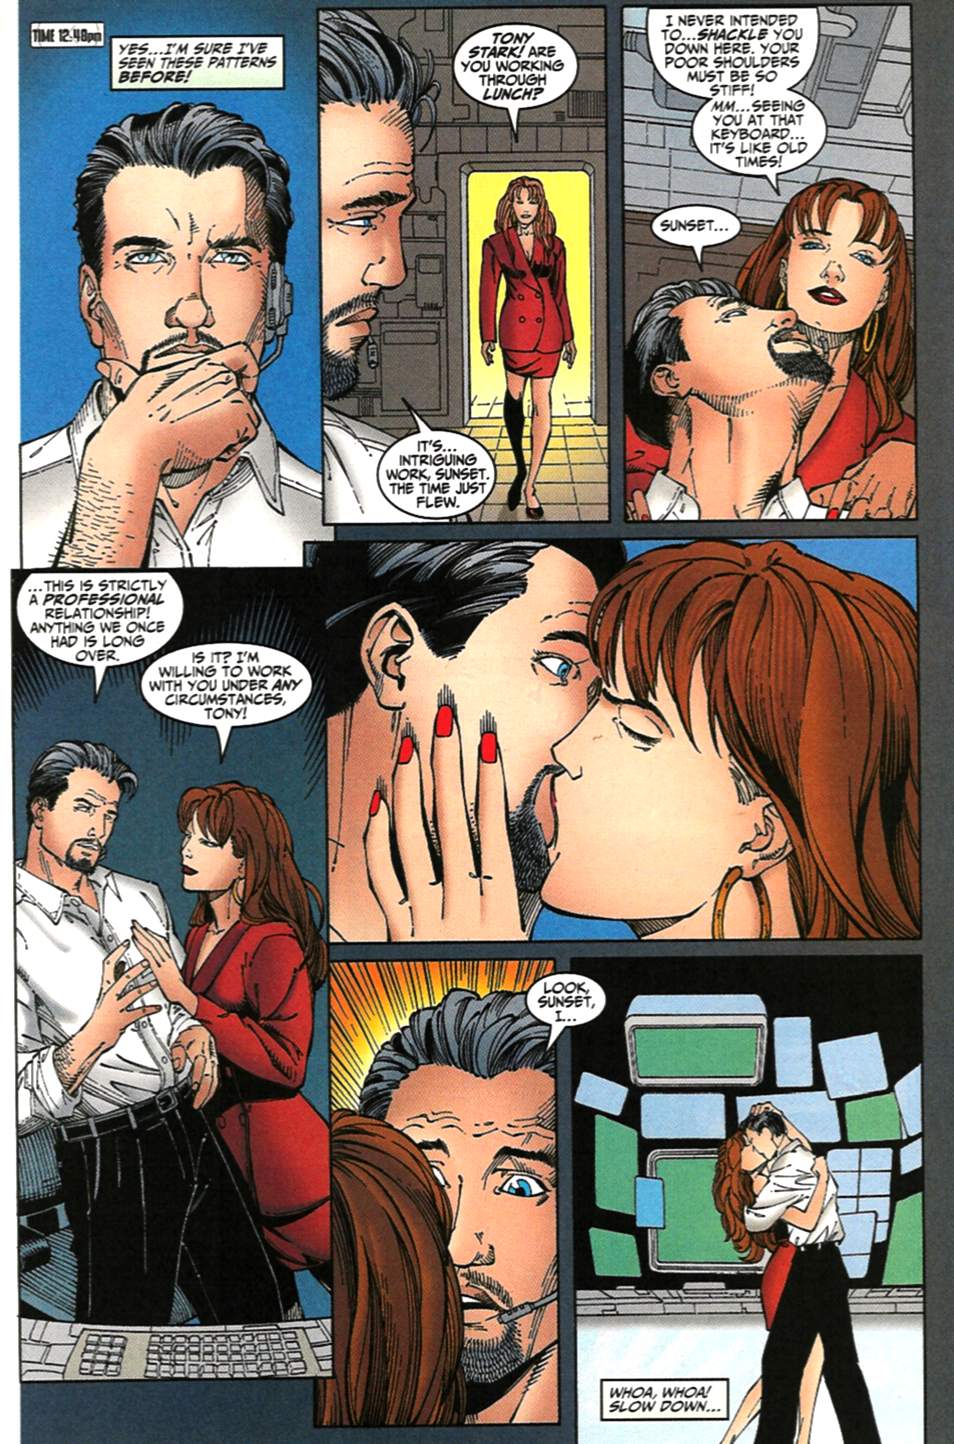 TIME 12:48pm
YES...I'M SURE I'VE
SEEN THESE PATTERNS
BEFORE!
TONY
STARK! ARE
YOU WORKING
THROUGH
LUNCH?
IT'S...
INTRIGUING
WORK, SUNSET.
THE TIME JUST
FLEW.
I NEVER INTENDED
TO...SHACKLE YOU
DOWN HERE. YOUR
POOR SHOULDERS
MUST BE SO
STIFF!
MM...SEEING
YOU AT THAT
KEYBOARD...
IT'S LIKE OLD
TIMES!
SUNSET...
...THIS IS STRICTLY
A PROFESSIONAL
RELATIONSHIP!
ANYTHING WE ONCE
HAD IS LONG
OVER.
IS IT? I'M
WILLING TO WORK
WITH YOU UNDER ANY
CIRCUMSTANCES,
TONY!
LOOK,
SUNSET,
I...
WHOA, WHOA!
SLOW DOWN...